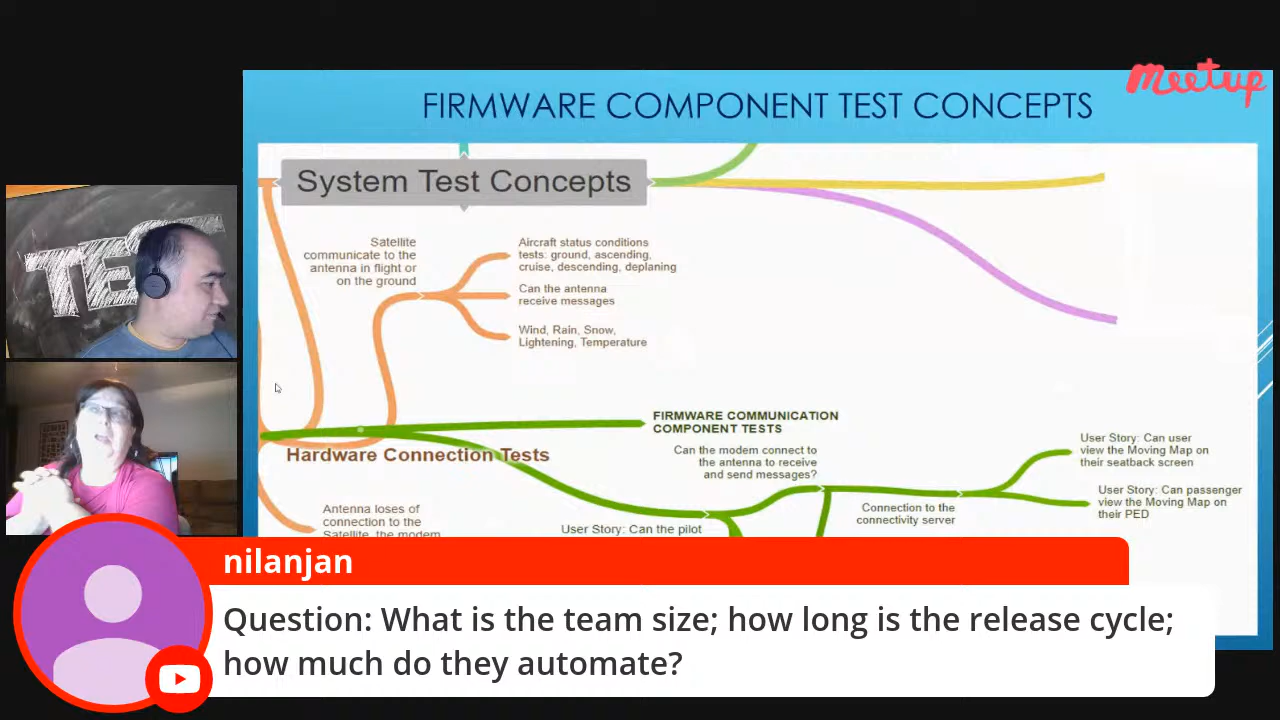 meetup
FIRMWARE COMPONENT TEST CONCEPTS
System Test Concepts
Satellite
communicate to the
antenna in flight or
on the ground
Aircraft status conditions
tests: ground, ascending,
cruise, descending, deplaning
Can the antenna
receive messages
Wind, Rain, Snow,
Lightening, Temperature
FIRMWARE COMMUNICATION
COMPONENT TESTS
Hardware Connection Tests
Can the modem connect to
the antenna to receive
and send messages?
User Story: Can user
view the Moving Map on
their seatback screen
User Story: Can passenger
view the Moving Map on
their PED
Connection to the
connectivity server
Antenna loses of
connection to the
Satellite, the modem
User Story: Can the pilot
TEST
nilanjan
Question: What is the team size; how long is the release cycle;
how much do they automate?